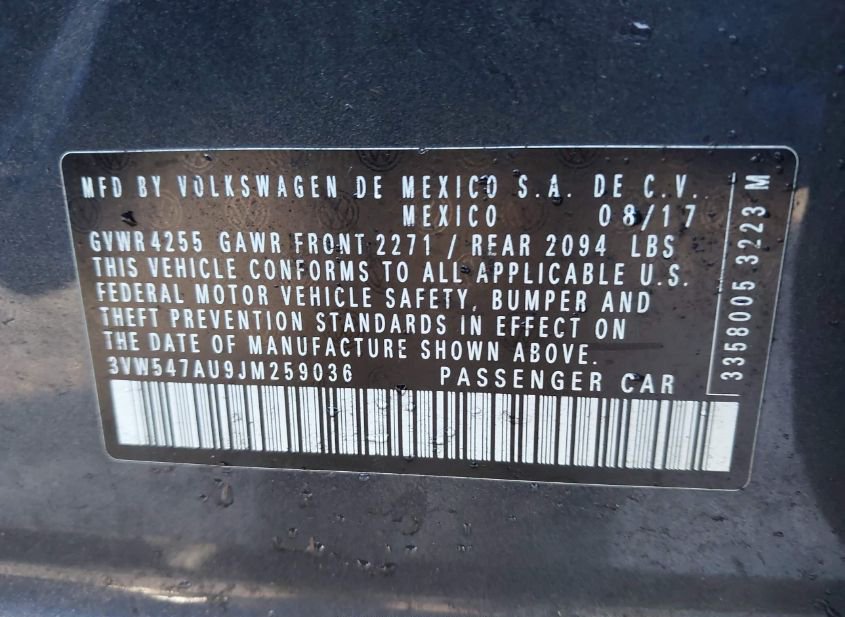 MFD BY VOLKSWAGEN DE MEXICO S.A. DE C.V.
MEXICO 08/17
GVWR 4255 GAWR FRONT 2271 / REAR 2094 LBS
THIS VEHICLE CONFORMS TO ALL APPLICABLE U.S.
FEDERAL MOTOR VEHICLE SAFETY, BUMPER AND
THEFT PREVENTION STANDARDS IN EFFECT ON
THE DATE OF MANUFACTURE SHOWN ABOVE.
3VW547AU9JM259036 PASSENGER CAR
3358005 3223 M